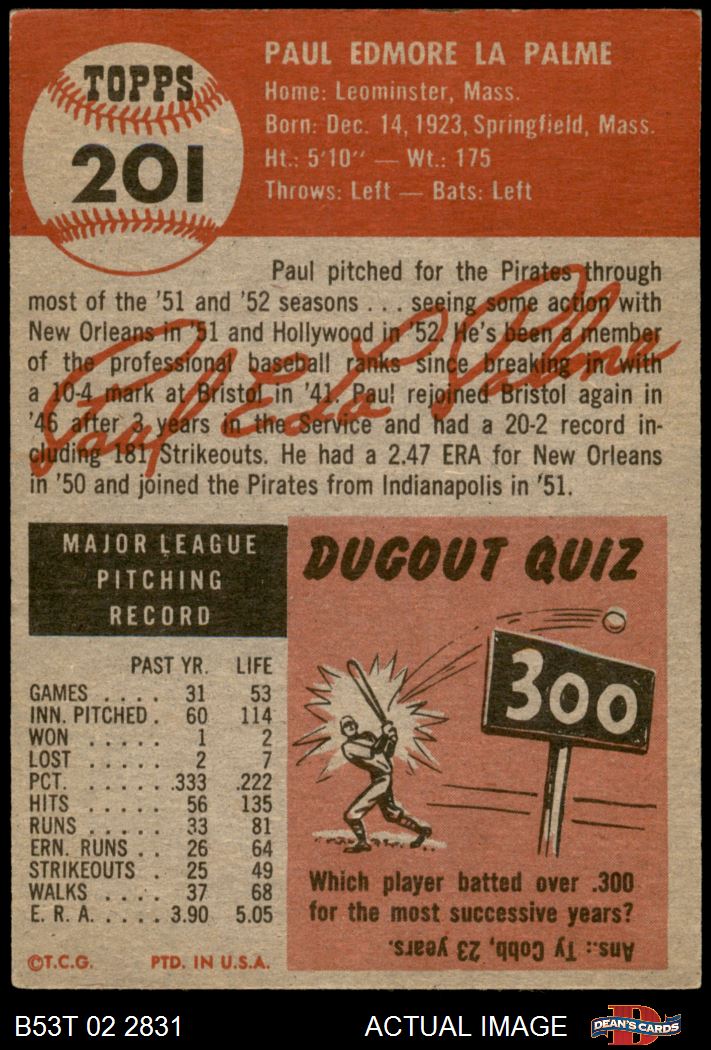 TOPPS
201
PAUL EDMORE LA PALME
Home: Leominster, Mass.
Born: Dec. 14, 1923, Springfield, Mass.
Ht.: 5'10" — Wt.: 175
Throws: Left — Bats: Left
Paul pitched for the Pirates through
most of the '51 and '52 seasons . . . seeing some action with
New Orleans in '51 and Hollywood in '52. He's been a member
of the professional baseball ranks since breaking in with
a 10-4 mark at Bristol in '41. Paul rejoined Bristol again in
'46 after 3 years in the Service and had a 20-2 record in-
cluding 181 Strikeouts. He had a 2.47 ERA for New Orleans
in '50 and joined the Pirates from Indianapolis in '51.
Paul Edm La Palme
MAJOR LEAGUE
PITCHING
RECORD
PAST YR. LIFE
GAMES . . . . 31 53
INN. PITCHED . 60 114
WON . . . . . 1 2
LOST . . . . . 2 7
PCT. . . . . . .333 .222
HITS . . . . . 56 135
RUNS . . . . . 33 81
ERN. RUNS . . 26 64
STRIKEOUTS . 25 49
WALKS . . . . 37 68
E. R. A. . . . . 3.90 5.05
©T.C.G. PTD. IN U.S.A.
DUGOUT QUIZ
300
Which player batted over .300
for the most successive years?
Ans.: Ty Cobb, 23 years.
B53T 02 2831
ACTUAL IMAGE
D
DEAN'S CARDS